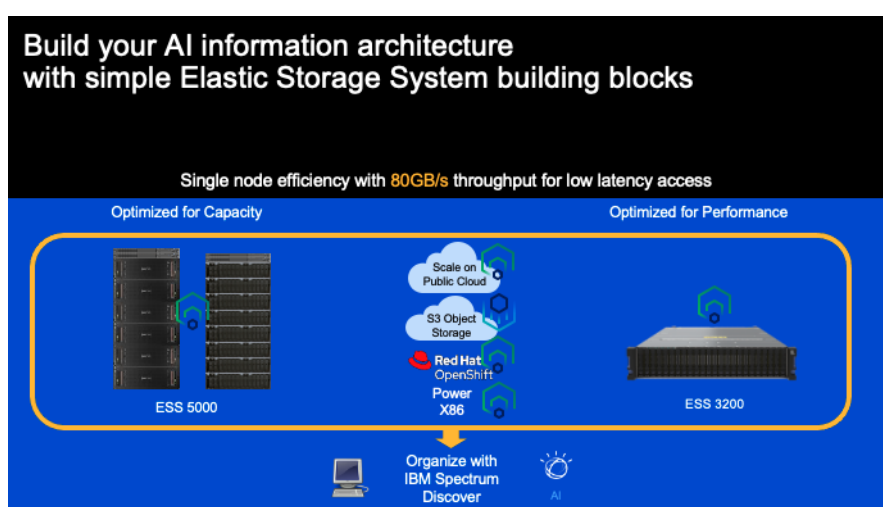 Build your AI information architecture
with simple Elastic Storage System building blocks
Single node efficiency with 80GB/s throughput for low latency access
Optimized for Capacity
Optimized for Performance
Scale on
Public Cloud
S3 Object
Storage
Red Hat
OpenShift
Power
X86
ESS 5000
ESS 3200
Organize with
IBM Spectrum
Discover
AI